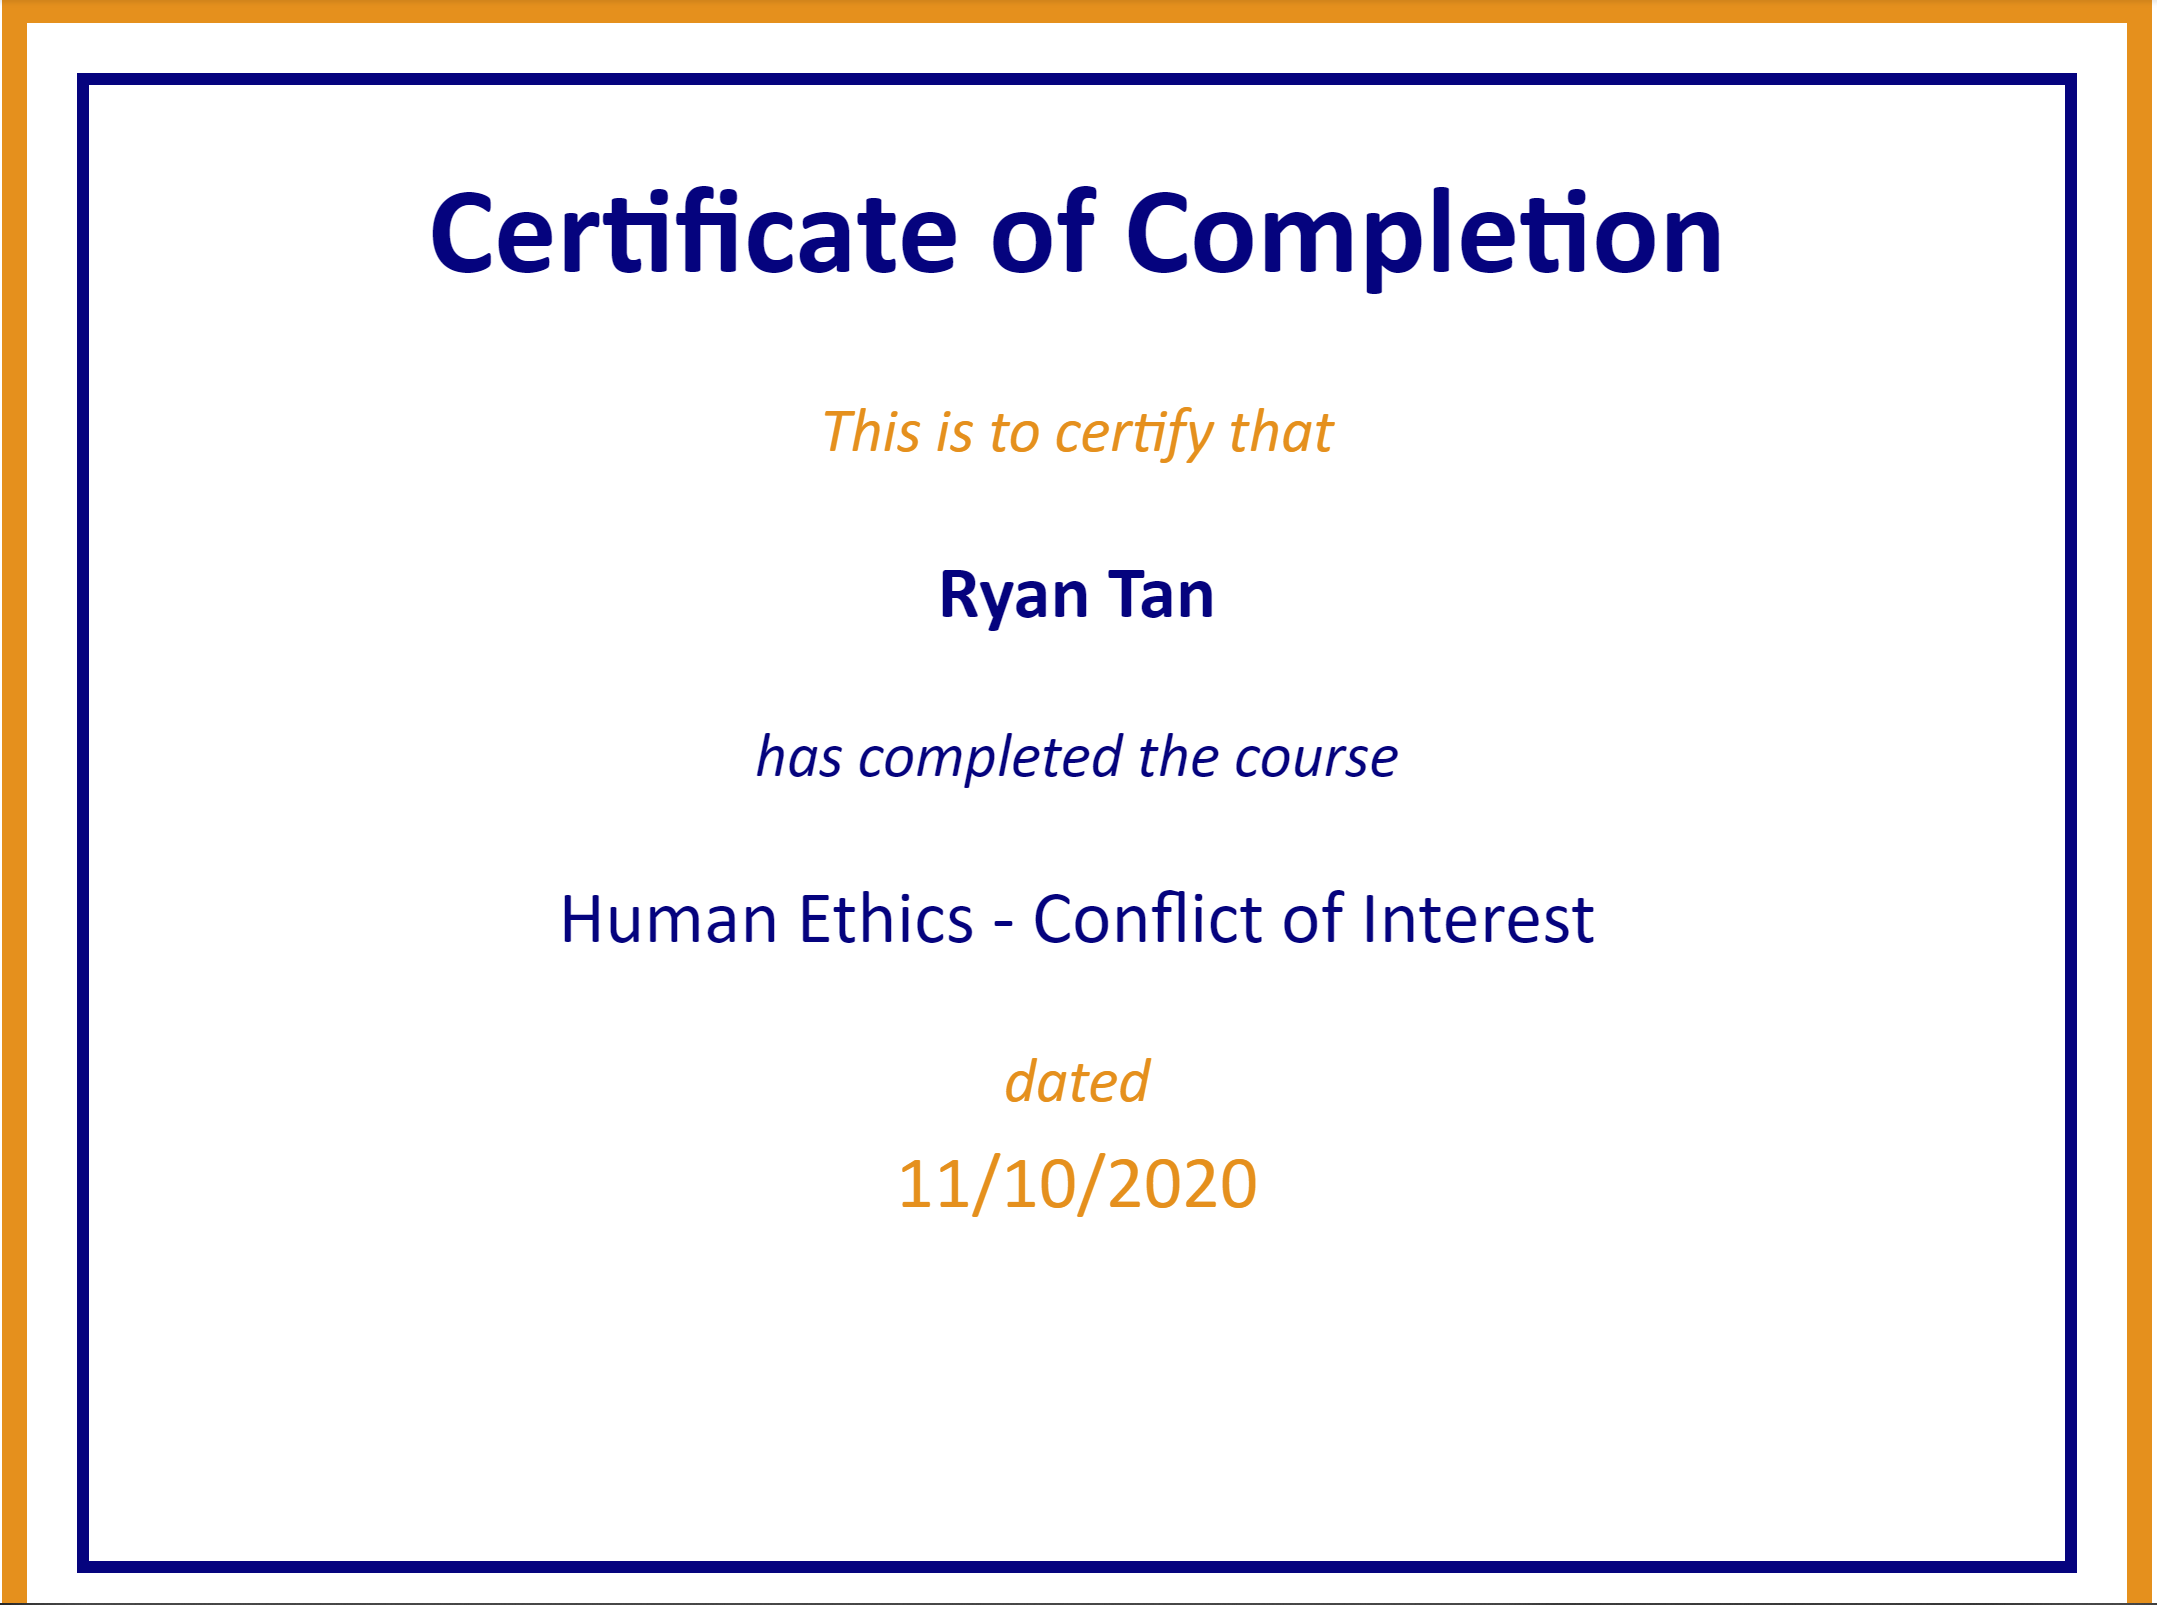 Certificate of Completion
This is to certify that
Ryan Tan
has completed the course
Human Ethics - Conflict of Interest
dated
11/10/2020